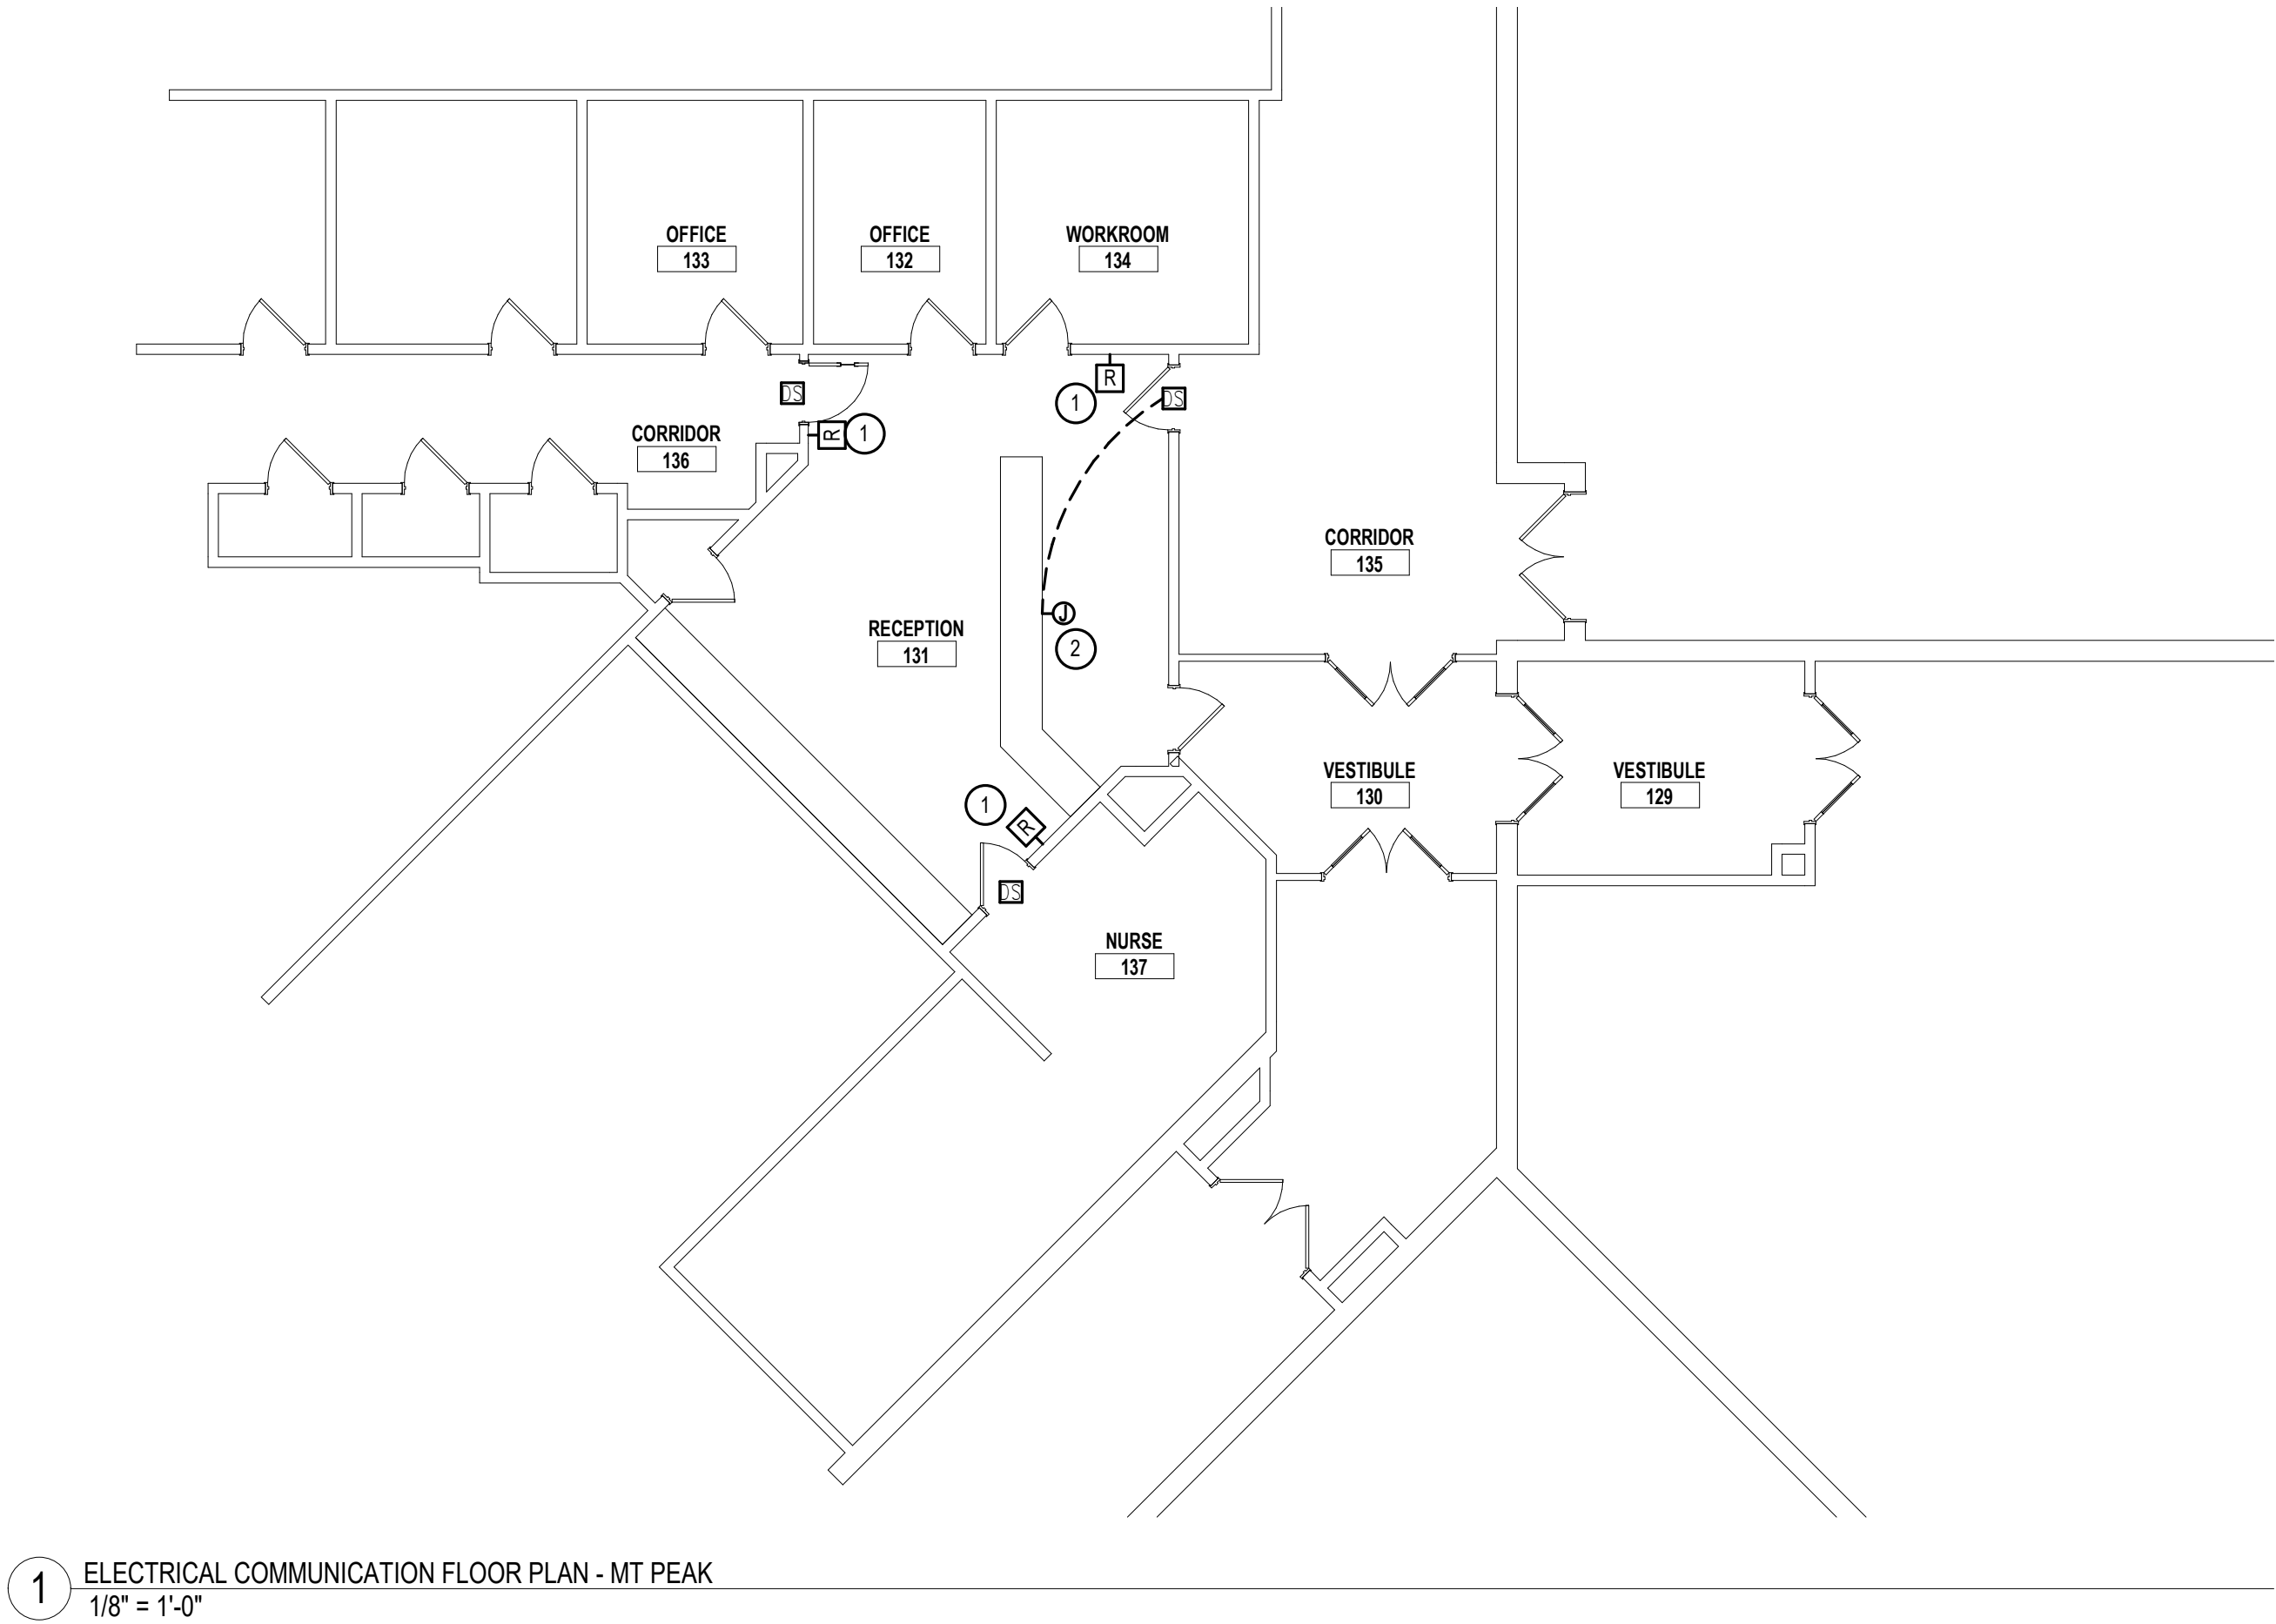 OFFICE
133
OFFICE
132
WORKROOM
134
R
1
DS
DS
R
1
CORRIDOR
136
CORRIDOR
135
J
2
RECEPTION
131
VESTIBULE
130
VESTIBULE
129
1
R
DS
NURSE
137
1
ELECTRICAL COMMUNICATION FLOOR PLAN - MT PEAK
1/8" = 1'-0"